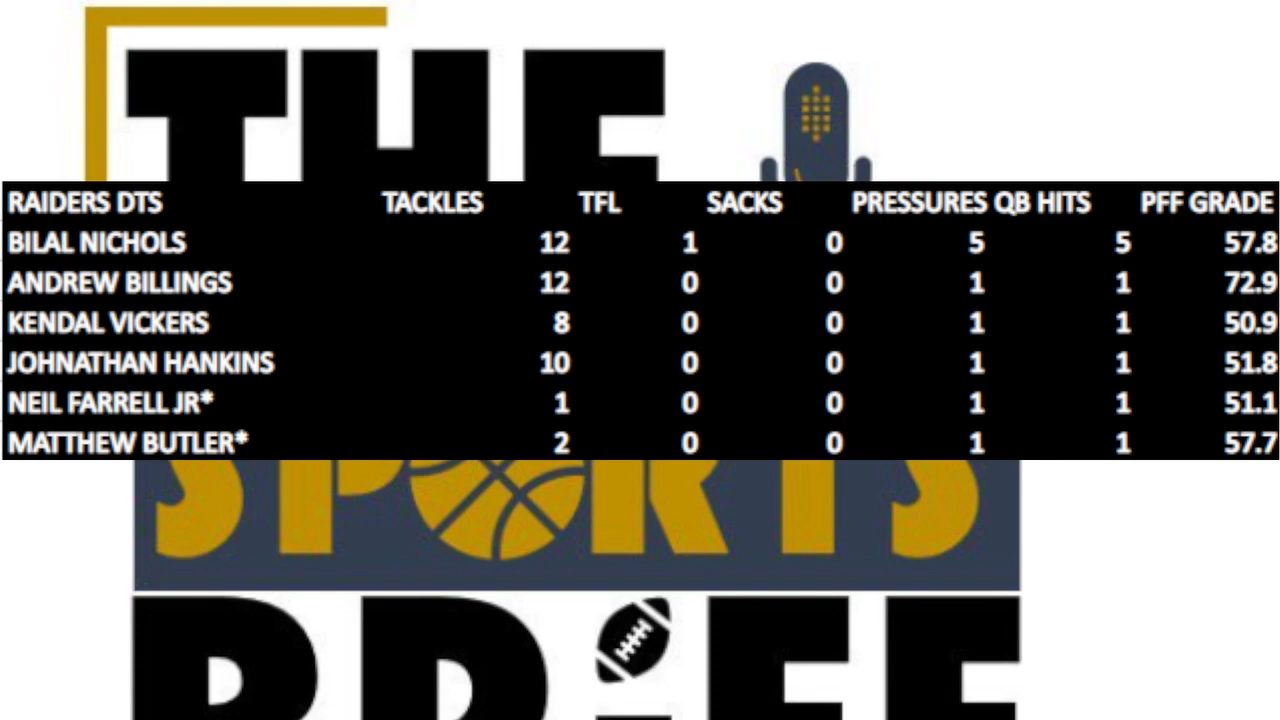 THE
RAIDERS DTS TACKLES TFL SACKS PRESSURES QB HITS PFF GRADE
BILAL NICHOLS 12 1 0 5 5 57.8
ANDREW BILLINGS 12 0 0 1 1 72.9
KENDAL VICKERS 8 0 0 1 1 50.9
JOHNATHAN HANKINS 10 0 0 1 1 51.8
NEIL FARRELL JR* 1 0 0 1 1 51.1
MATTHEW BUTLER* 2 0 0 1 1 57.7
SPORTS
BRiEF